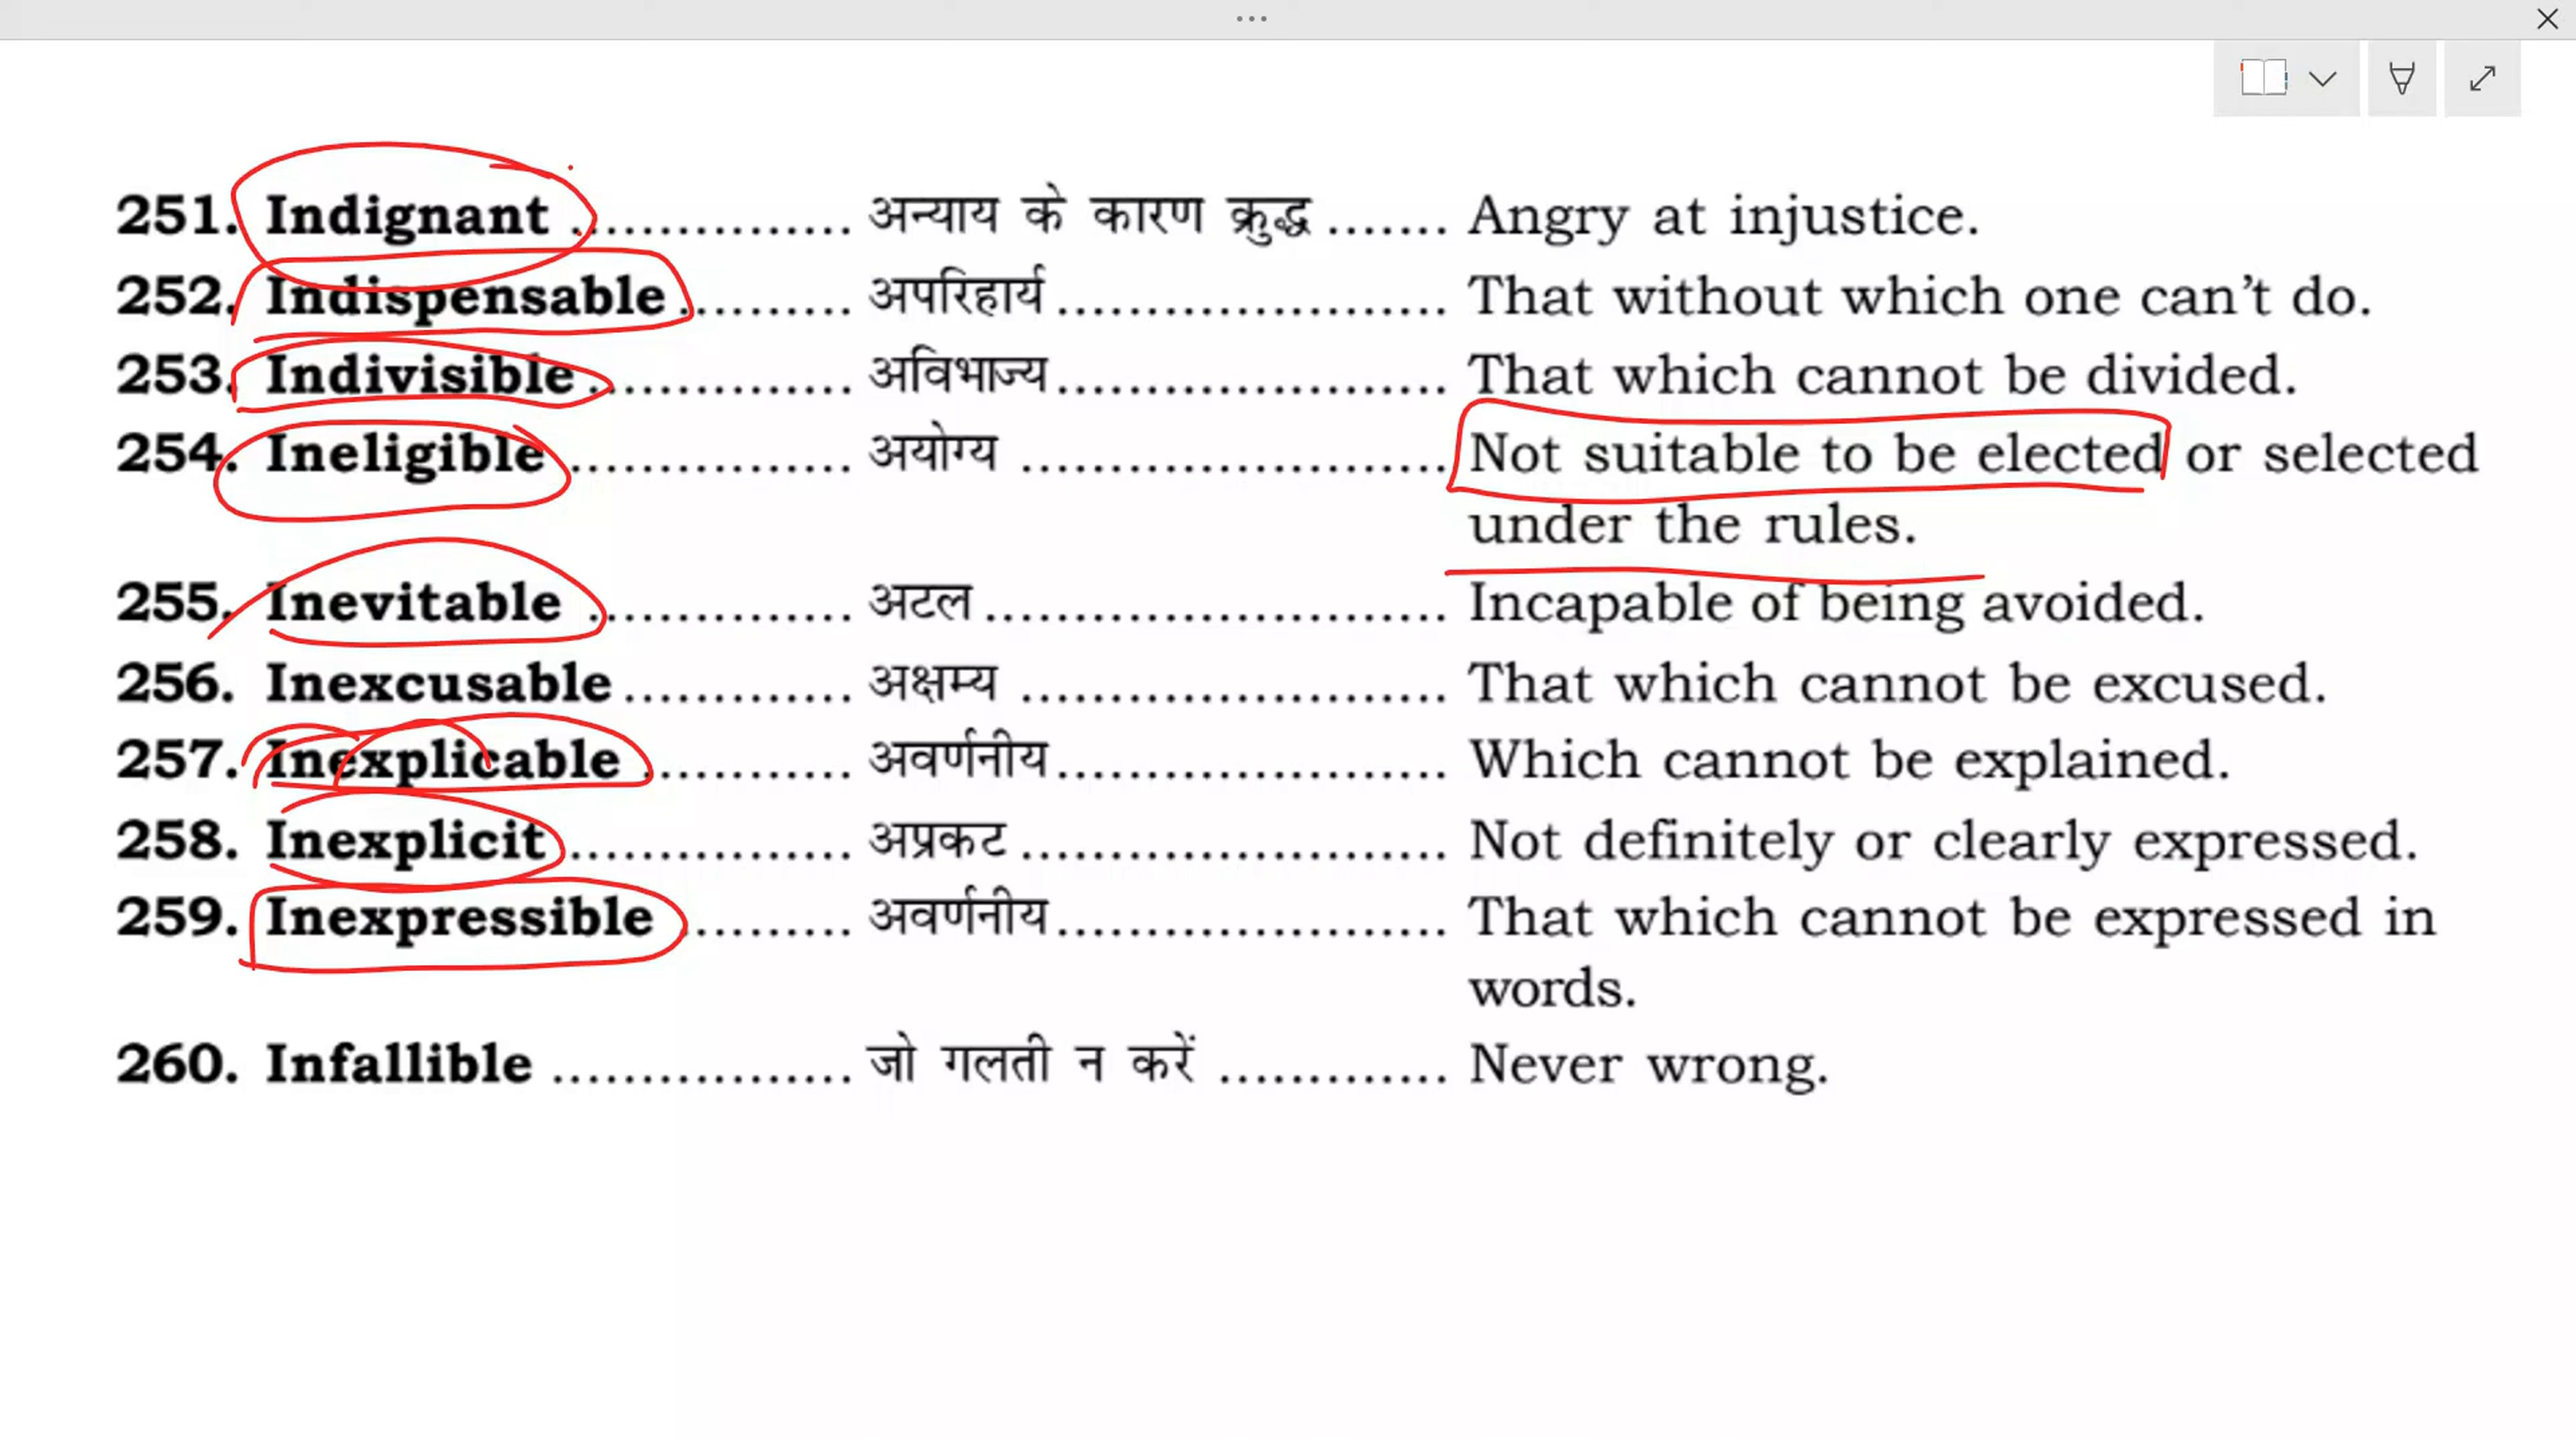 251. Indignant ............... अन्याय के कारण क्रुद्ध ....... Angry at injustice.
252. Indispensable ......... अपरिहार्य ...................... That without which one can't do.
253. Indivisible .............. अविभाज्य ...................... That which cannot be divided.
254. Ineligible ................ अयोग्य ........................ Not suitable to be elected or selected
under the rules.
255. Inevitable .............. अटल .......................... Incapable of being avoided.
256. Inexcusable ............. अक्षम्य ........................ That which cannot be excused.
257. Inexplicable ............ अवर्णनीय ...................... Which cannot be explained.
258. Inexplicit ................ अप्रकट ........................ Not definitely or clearly expressed.
259. Inexpressible .......... अवर्णनीय ...................... That which cannot be expressed in
words.
260. Infallible ................. जो गलती न करें ............. Never wrong.